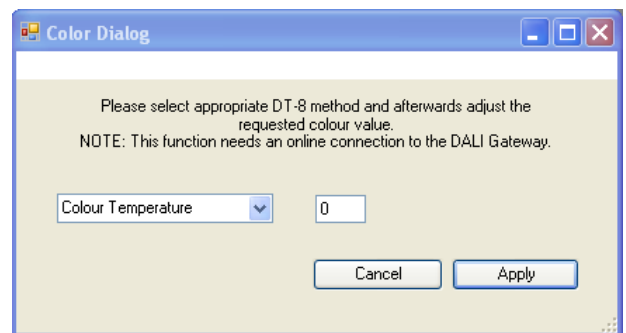 Color Dialog
Please select appropriate DT-8 method and afterwards adjust the
requested colour value.
NOTE: This function needs an online connection to the DALI Gateway.
Colour Temperature 0
Cancel Apply